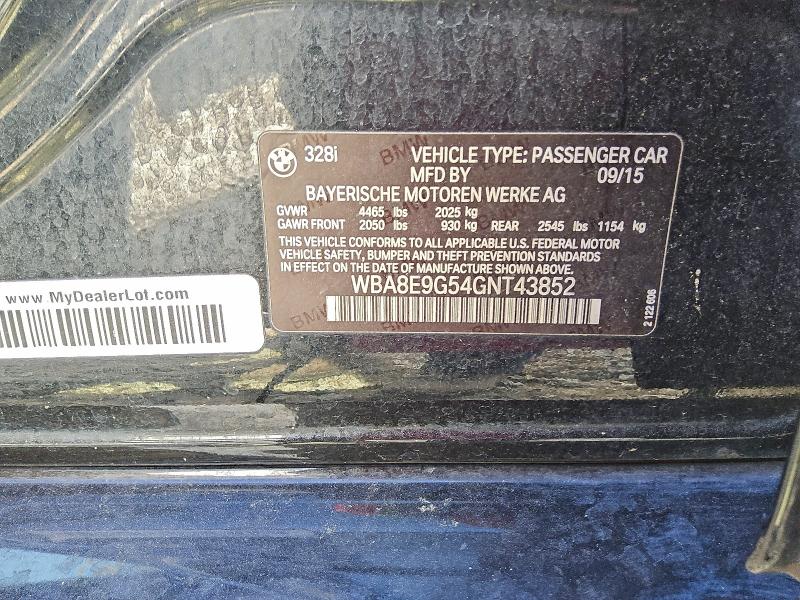 BMW 328i VEHICLE TYPE: PASSENGER CAR
MFD BY 09/15
BAYERISCHE MOTOREN WERKE AG
GVWR 4465 lbs 2025 kg
GAWR FRONT 2050 lbs 930 kg REAR 2545 lbs 1154 kg
THIS VEHICLE CONFORMS TO ALL APPLICABLE U.S. FEDERAL MOTOR
VEHICLE SAFETY, BUMPER AND THEFT PREVENTION STANDARDS
IN EFFECT ON THE DATE OF MANUFACTURE SHOWN ABOVE.
WBA8E9G54GNT43852
2 122 606
www.MyDealerLot.com